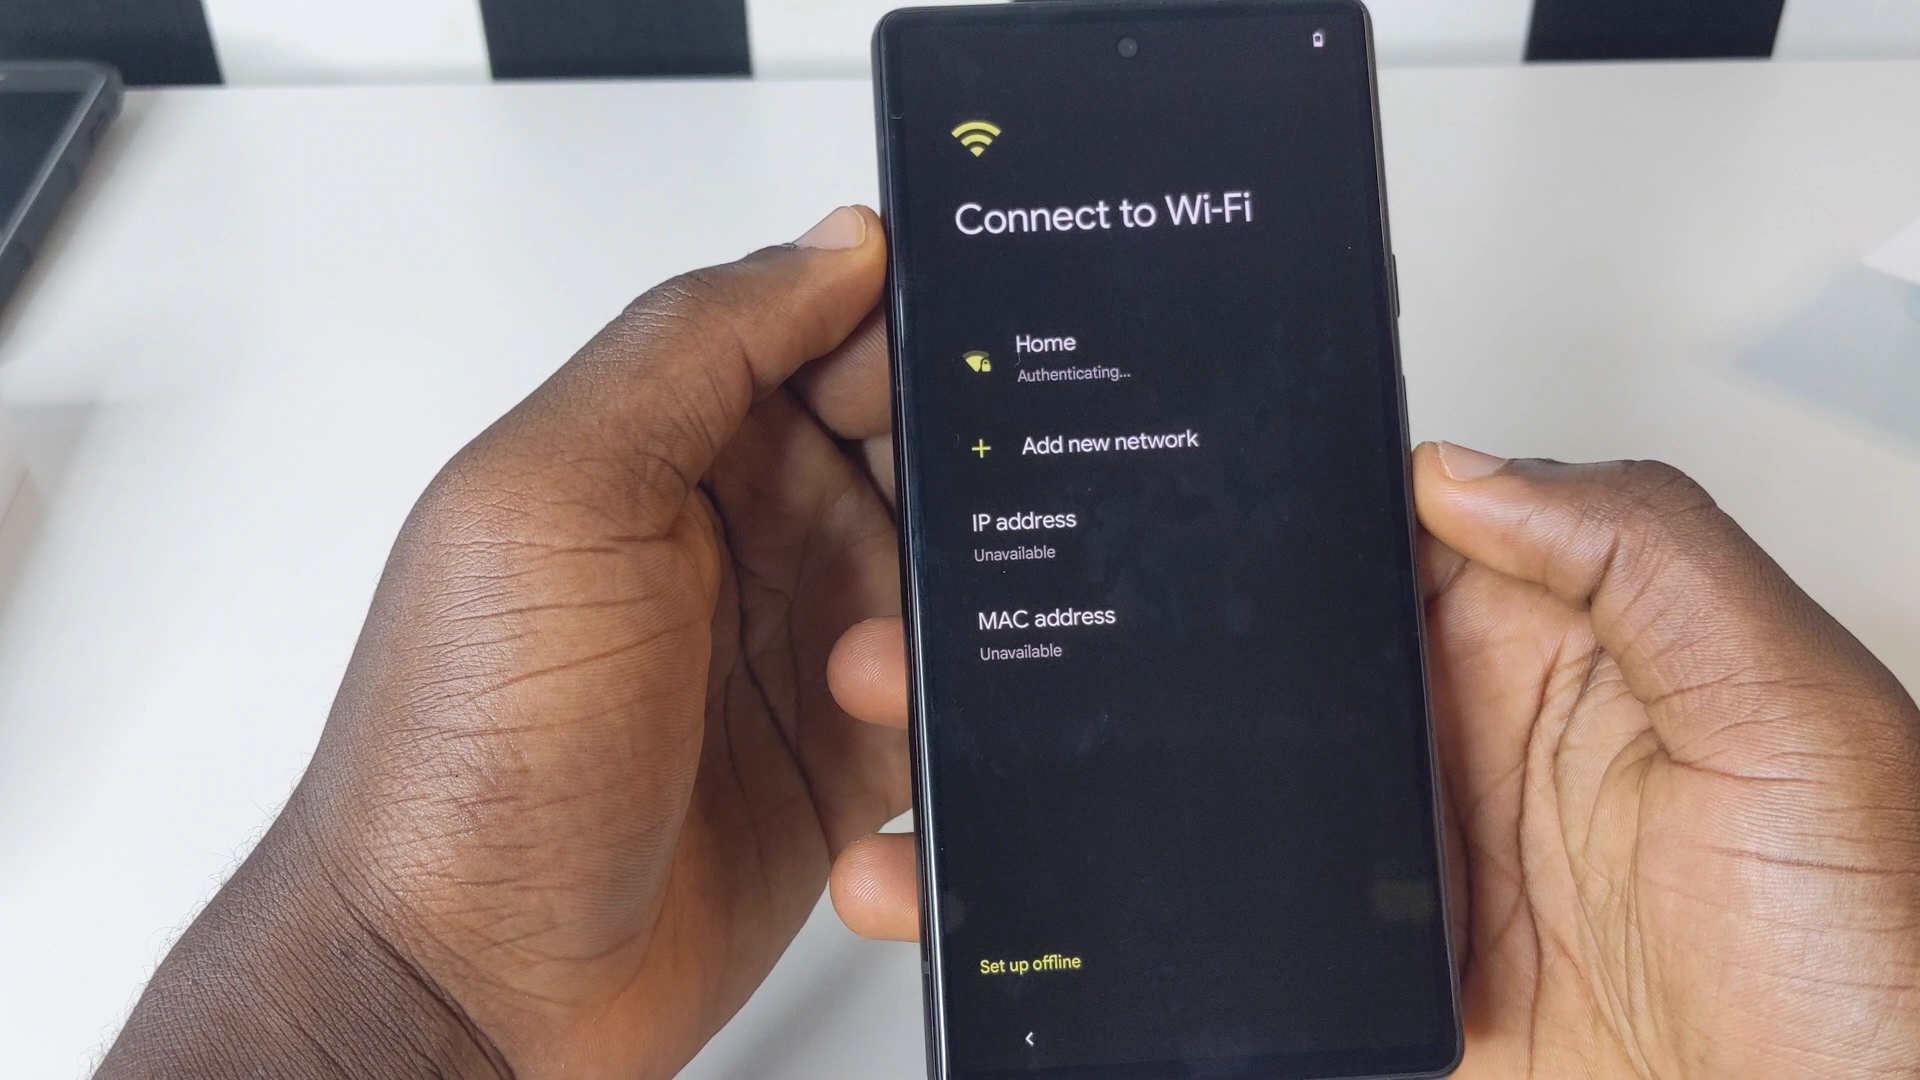 Connect to Wi-Fi
Home
Authenticating...
Add new network
IP address
Unavailable
MAC address
Unavailable
Set up offline